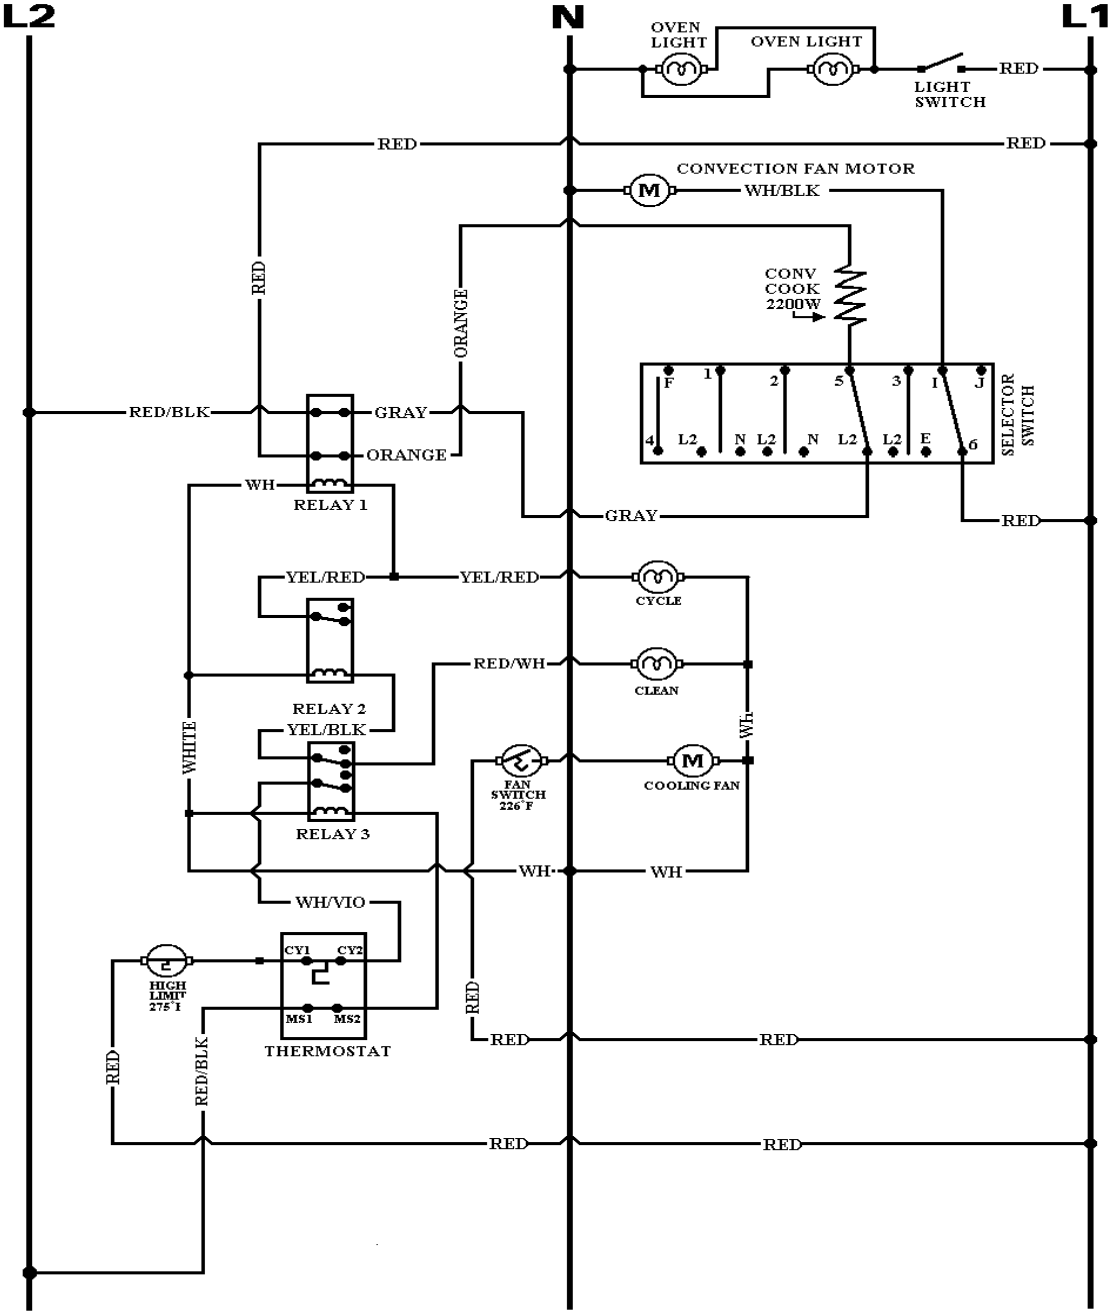 L2
N
L1
OVEN
LIGHT
OVEN LIGHT
LIGHT
SWITCH
RED
RED
RED
CONVECTION FAN MOTOR
M
WH/BLK
RED
ORANGE
CONV
COOK
2200W
F
1
2
5
3
I
J
4
L2
N
L2
N
L2
L2
E
6
SELECTOR
SWITCH
RED/BLK
GRAY
ORANGE
WH
RELAY 1
GRAY
RED
YEL/RED
YEL/RED
CYCLE
RED/WH
CLEAN
RELAY 2
YEL/BLK
WHITE
Wh
FAN
SWITCH
226°F
M
COOLING FAN
RELAY 3
WH
WH
WH/VIO
CY1
CY2
HIGH
LIMIT
275°F
MS1
MS2
THERMOSTAT
RED
RED
RED
RED
RED/BLK
RED
RED